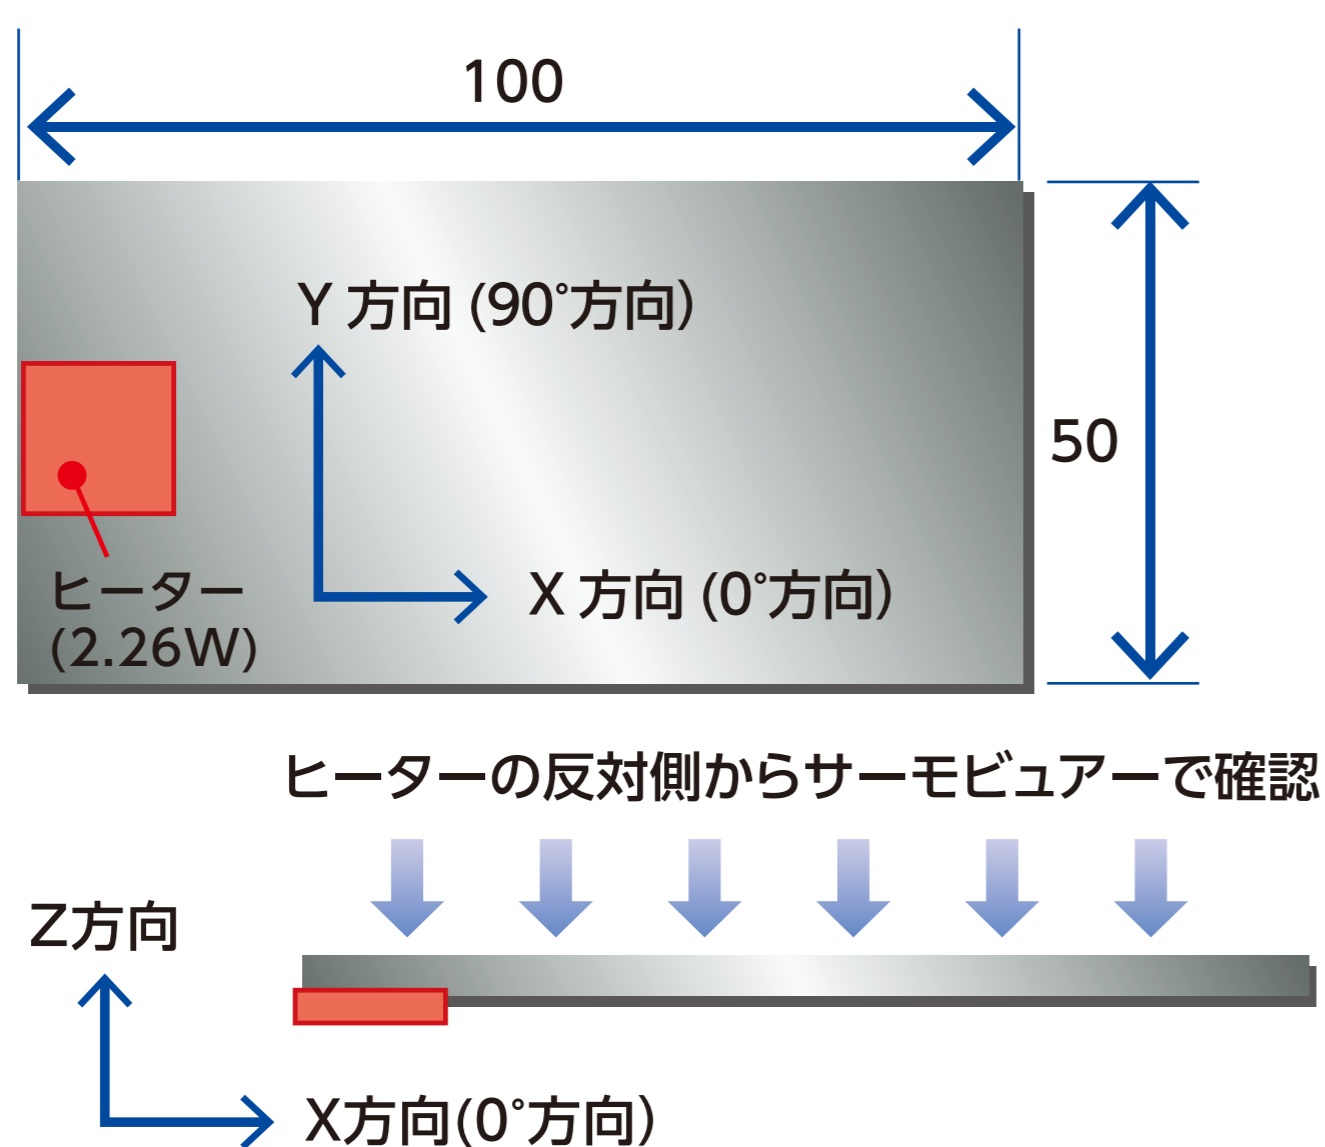 100
Y 方向 (90°方向)
50
X 方向 (0°方向)
ヒーター
(2.26W)
ヒーターの反対側からサーモビュアーで確認
Z方向
X方向(0°方向)